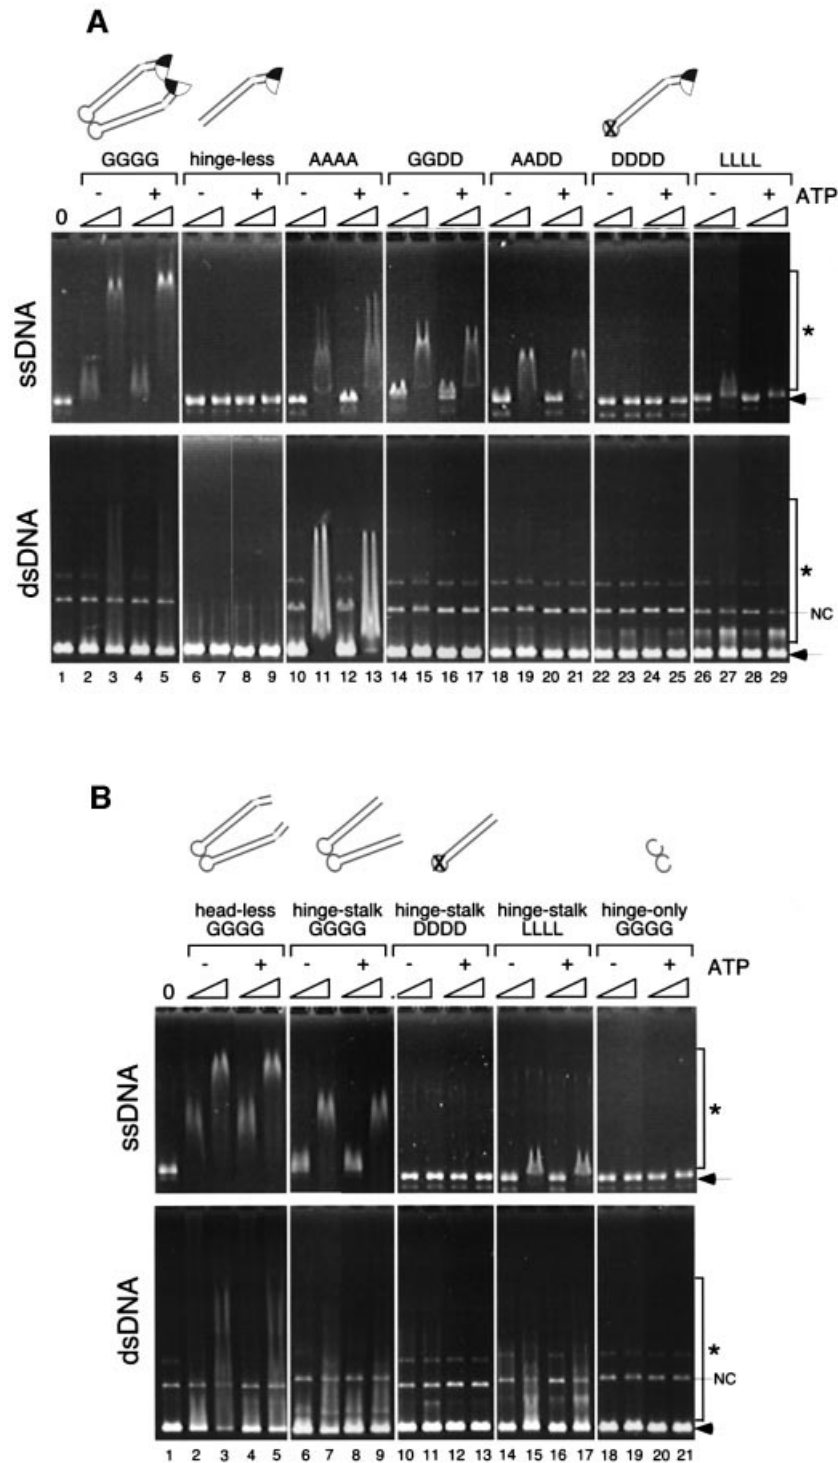 A
GGGG hinge-less AAAA GGDD AADD DDDD LLLL
- + - + - + - + - + - + - + ATP
0
ssDNA
*
dsDNA
*
NC
1 2 3 4 5 6 7 8 9 10 11 12 13 14 15 16 17 18 19 20 21 22 23 24 25 26 27 28 29
B
X
head-less hinge-stalk hinge-stalk hinge-stalk hinge-only
GGGG GGGG DDDD LLLL GGGG
- + - + - + - + - + ATP
0
ssDNA
*
dsDNA
*
NC
1 2 3 4 5 6 7 8 9 10 11 12 13 14 15 16 17 18 19 20 21